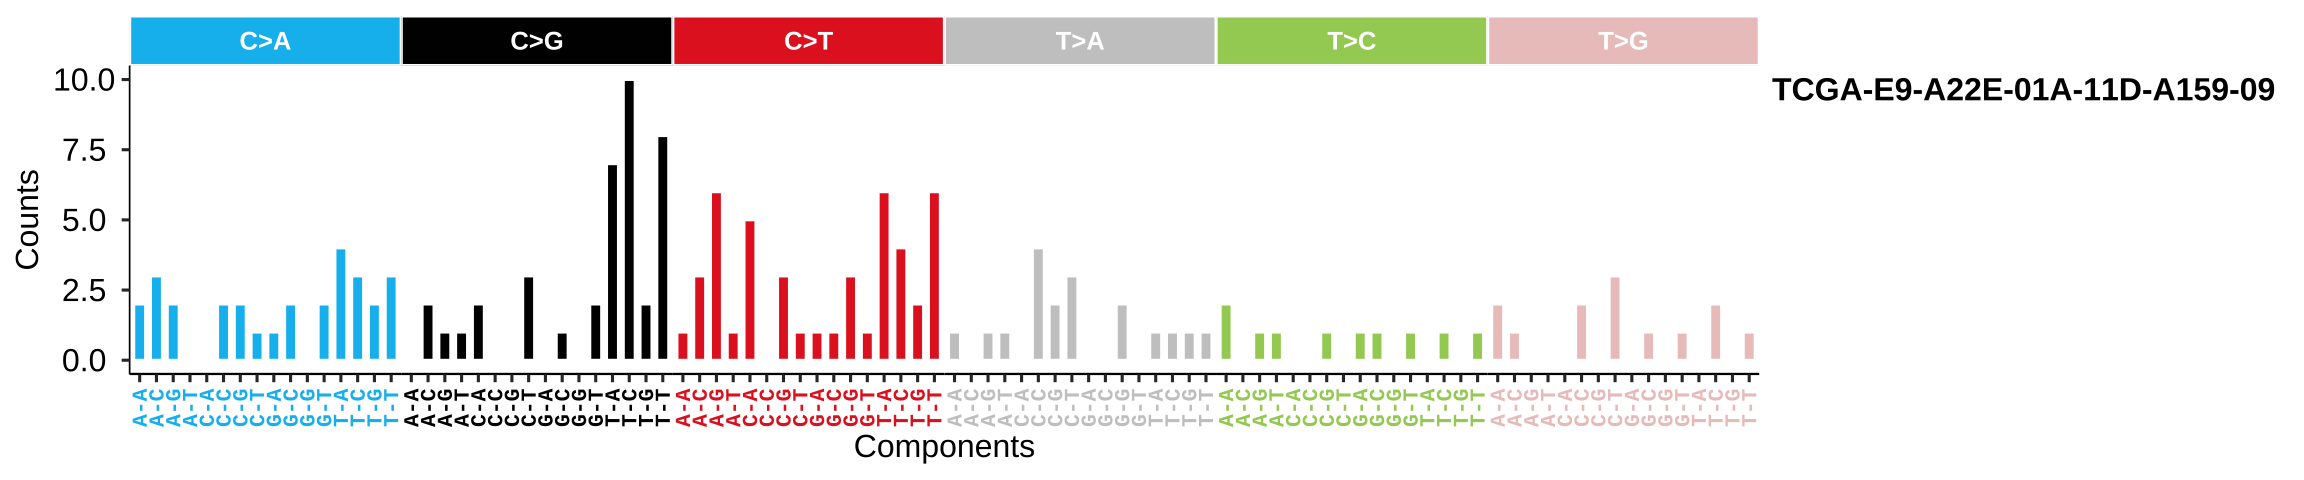 C>A C>G C>T T>A T>C T>G
TCGA-E9-A22E-01A-11D-A159-09
10.0
7.5
5.0
2.5
0.0
Counts
A-A A-C A-G A-T C-A C-C C-G C-T G-A G-C G-G G-T T-A T-C T-G T-T A-A A-C A-G A-T C-A C-C C-G C-T G-A G-C G-G G-T T-A T-C T-G T-T A-A A-C A-G A-T C-A C-C C-G C-T G-A G-C G-G G-T T-A T-C T-G T-T A-A A-C A-G A-T C-A C-C C-G C-T G-A G-C G-G G-T T-A T-C T-G T-T A-A A-C A-G A-T C-A C-C C-G C-T G-A G-C G-G G-T T-A T-C T-G T-T A-A A-C A-G A-T C-A C-C C-G C-T G-A G-C G-G G-T T-A T-C T-G T-T
Components